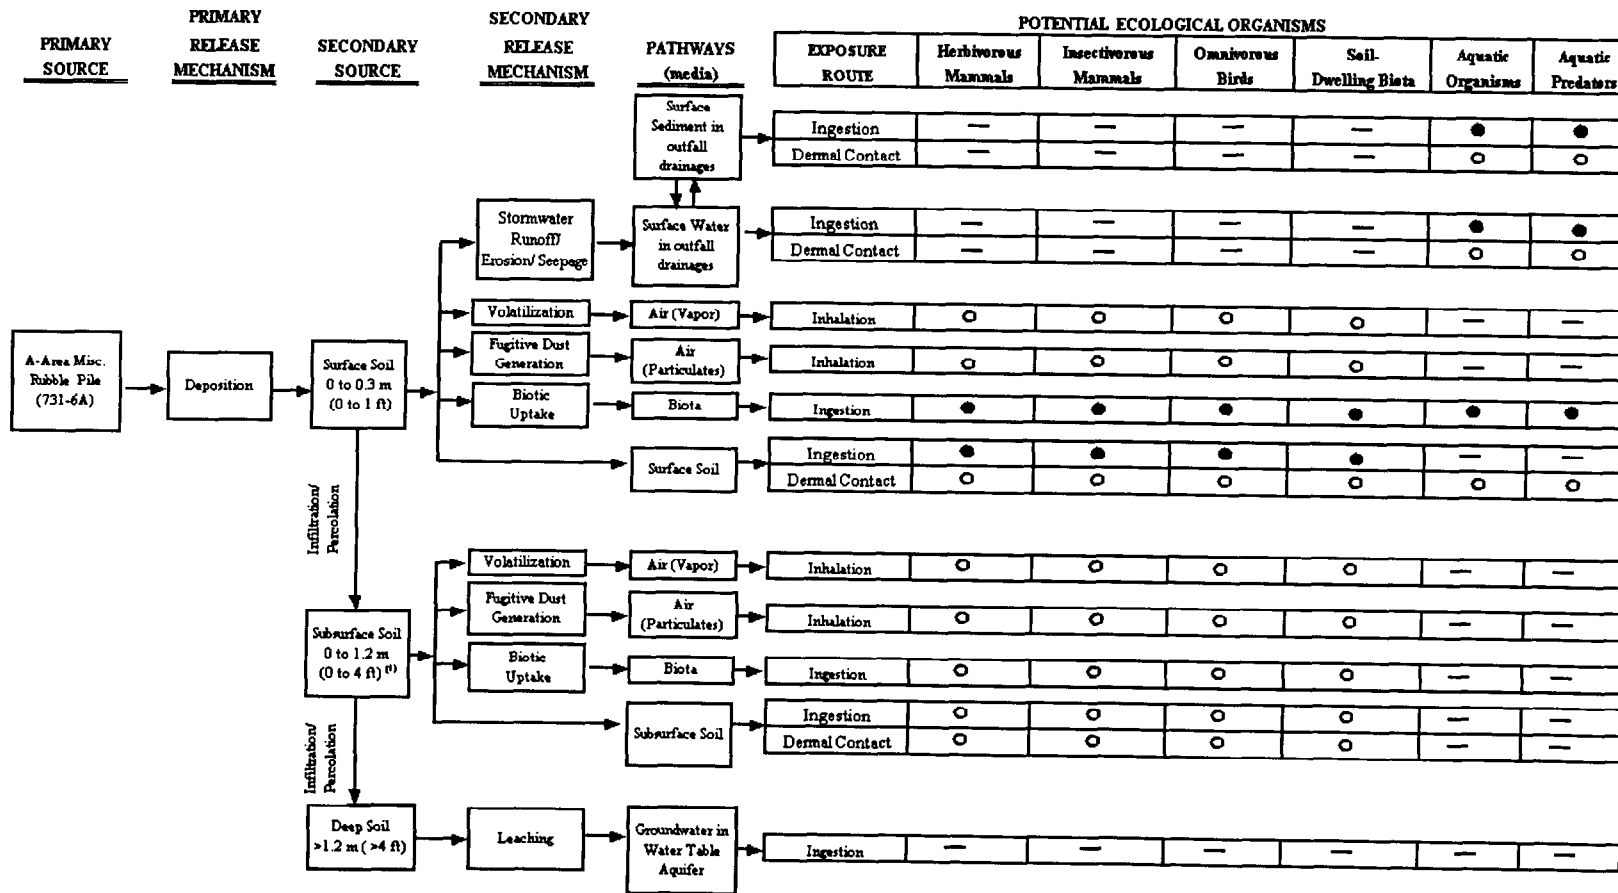 PRIMARY
SOURCE
PRIMARY
RELEASE
MECHANISM
SECONDARY
SOURCE
SECONDARY
RELEASE
MECHANISM
PATHWAYS
(media)
POTENTIAL ECOLOGICAL ORGANISMS
EXPOSURE
ROUTE
Herbivorous
Mammals
Insectivorous
Mammals
Omnivorous
Birds
Soil-
Dwelling Biota
Aquatic
Organisms
Aquatic
Predators
Surface
Sediment in
outfall
drainages
Ingestion
Dermal Contact
Stormwater
Runoff/
Erosion/ Seepage
Surface Water
in outfall
drainages
Ingestion
Dermal Contact
Volatilization
Air (Vapor)
Inhalation
A-Area Misc.
Rubble Pile
(731-6A)
Deposition
Surface Soil
0 to 0.3 m
(0 to 1 ft)
Fugitive Dust
Generation
Air
(Particulates)
Inhalation
Biotic
Uptake
Biota
Ingestion
Surface Soil
Ingestion
Dermal Contact
Infiltration/
Percolation
Volatilization
Air (Vapor)
Inhalation
Fugitive Dust
Generation
Air
(Particulates)
Inhalation
Subsurface Soil
0 to 1.2 m
(0 to 4 ft) (1)
Biotic
Uptake
Biota
Ingestion
Subsurface Soil
Ingestion
Dermal Contact
Infiltration/
Percolation
Deep Soil
>1.2 m ( >4 ft)
Leaching
Groundwater in
Water Table
Aquifer
Ingestion